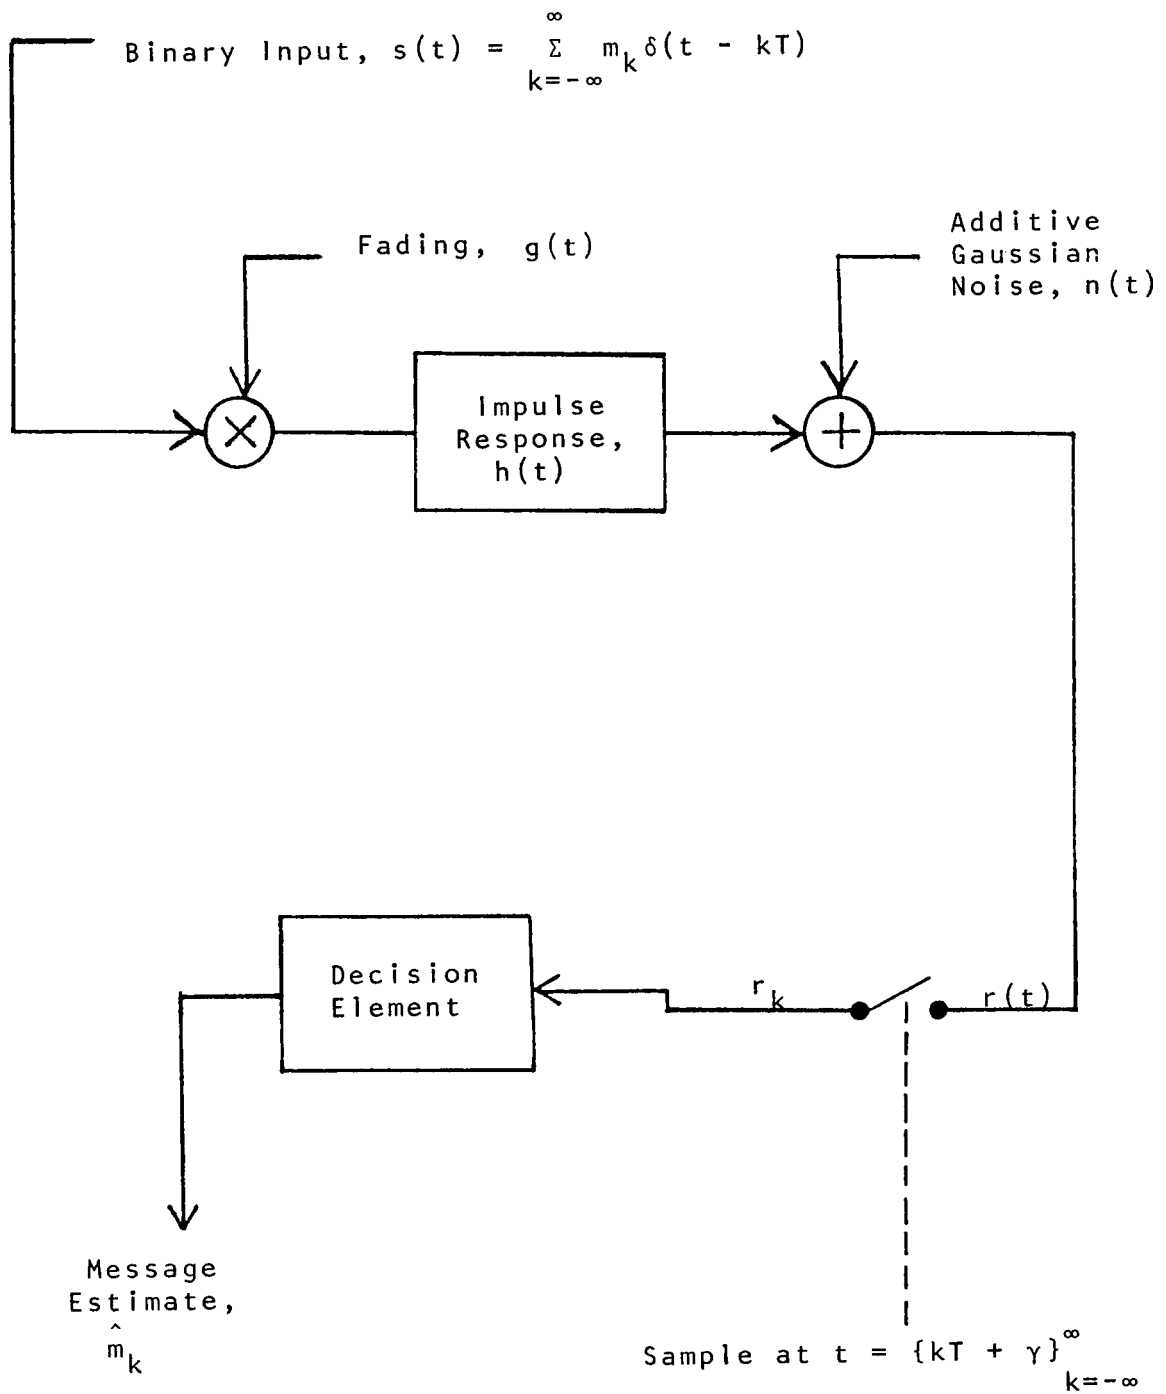 ∞
Binary Input, s(t) = Σ m_k δ(t - kT)
k=-∞
Fading, g(t)
Additive
Gaussian
Noise, n(t)
×
Impulse
Response,
h(t)
+
Decision
Element
r_k
r(t)
Message
Estimate,
m̂_k
Sample at t = {kT + γ}^∞
k=-∞